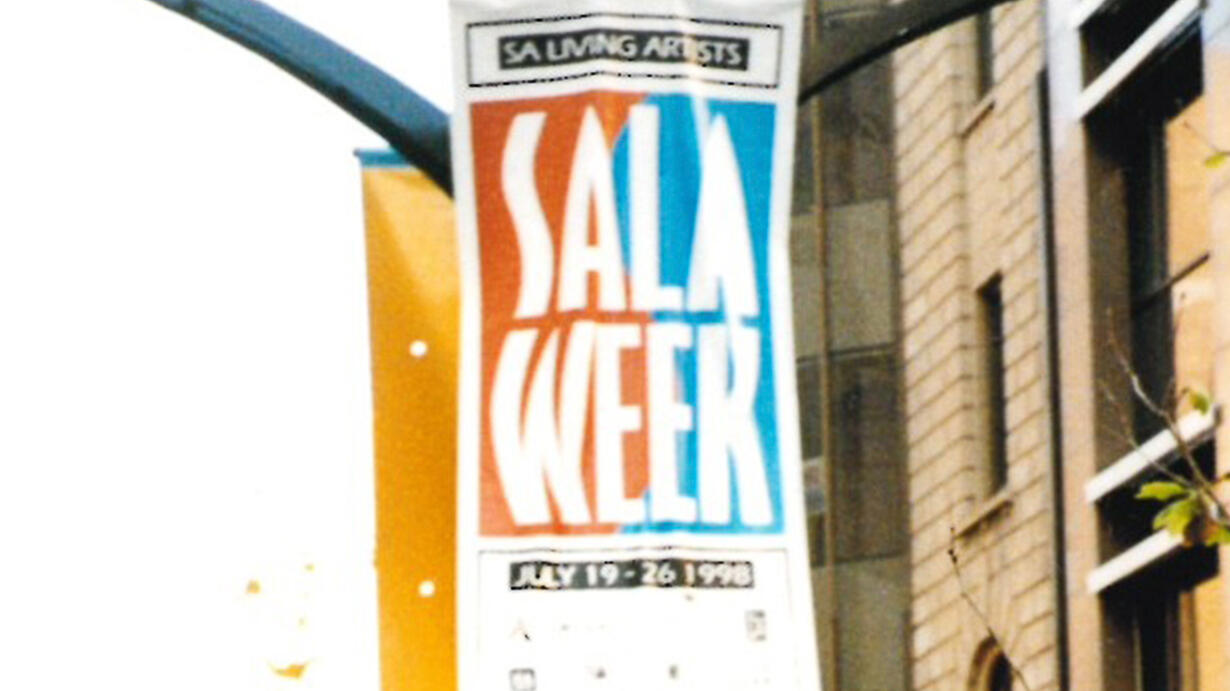 SA LIVING ARTISTS
SALA
WEEK
JULY 19 - 26 1998